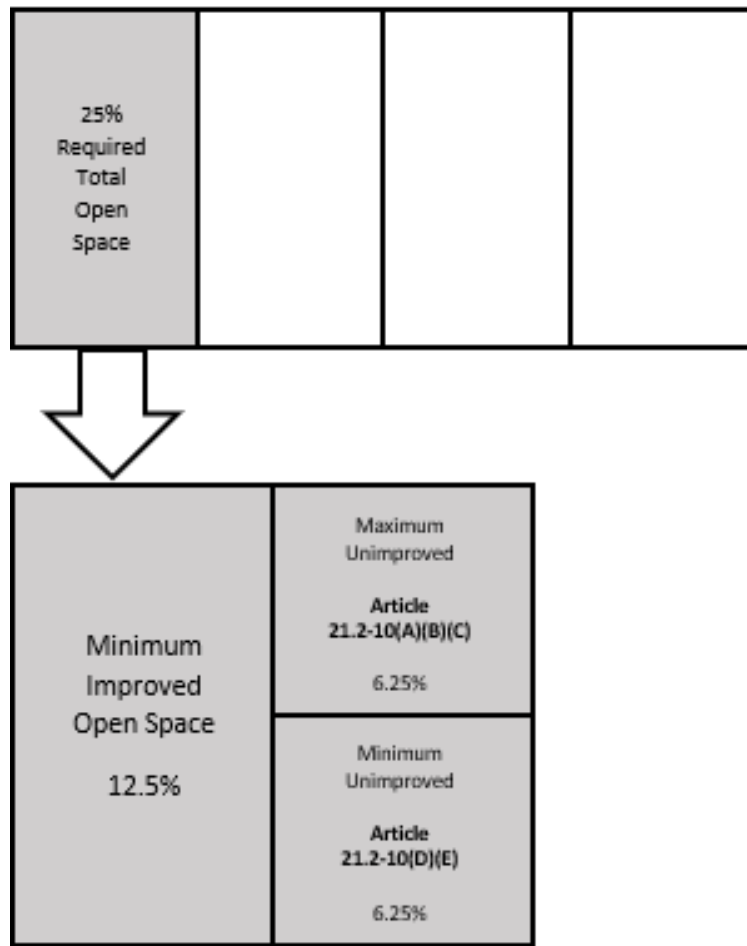 25%
Required
Total
Open
Space
Minimum
Improved
Open Space
12.5%
Maximum
Unimproved
Article
21.2-10(A)(B)(C)
6.25%
Minimum
Unimproved
Article
21.2-10(D)(E)
6.25%